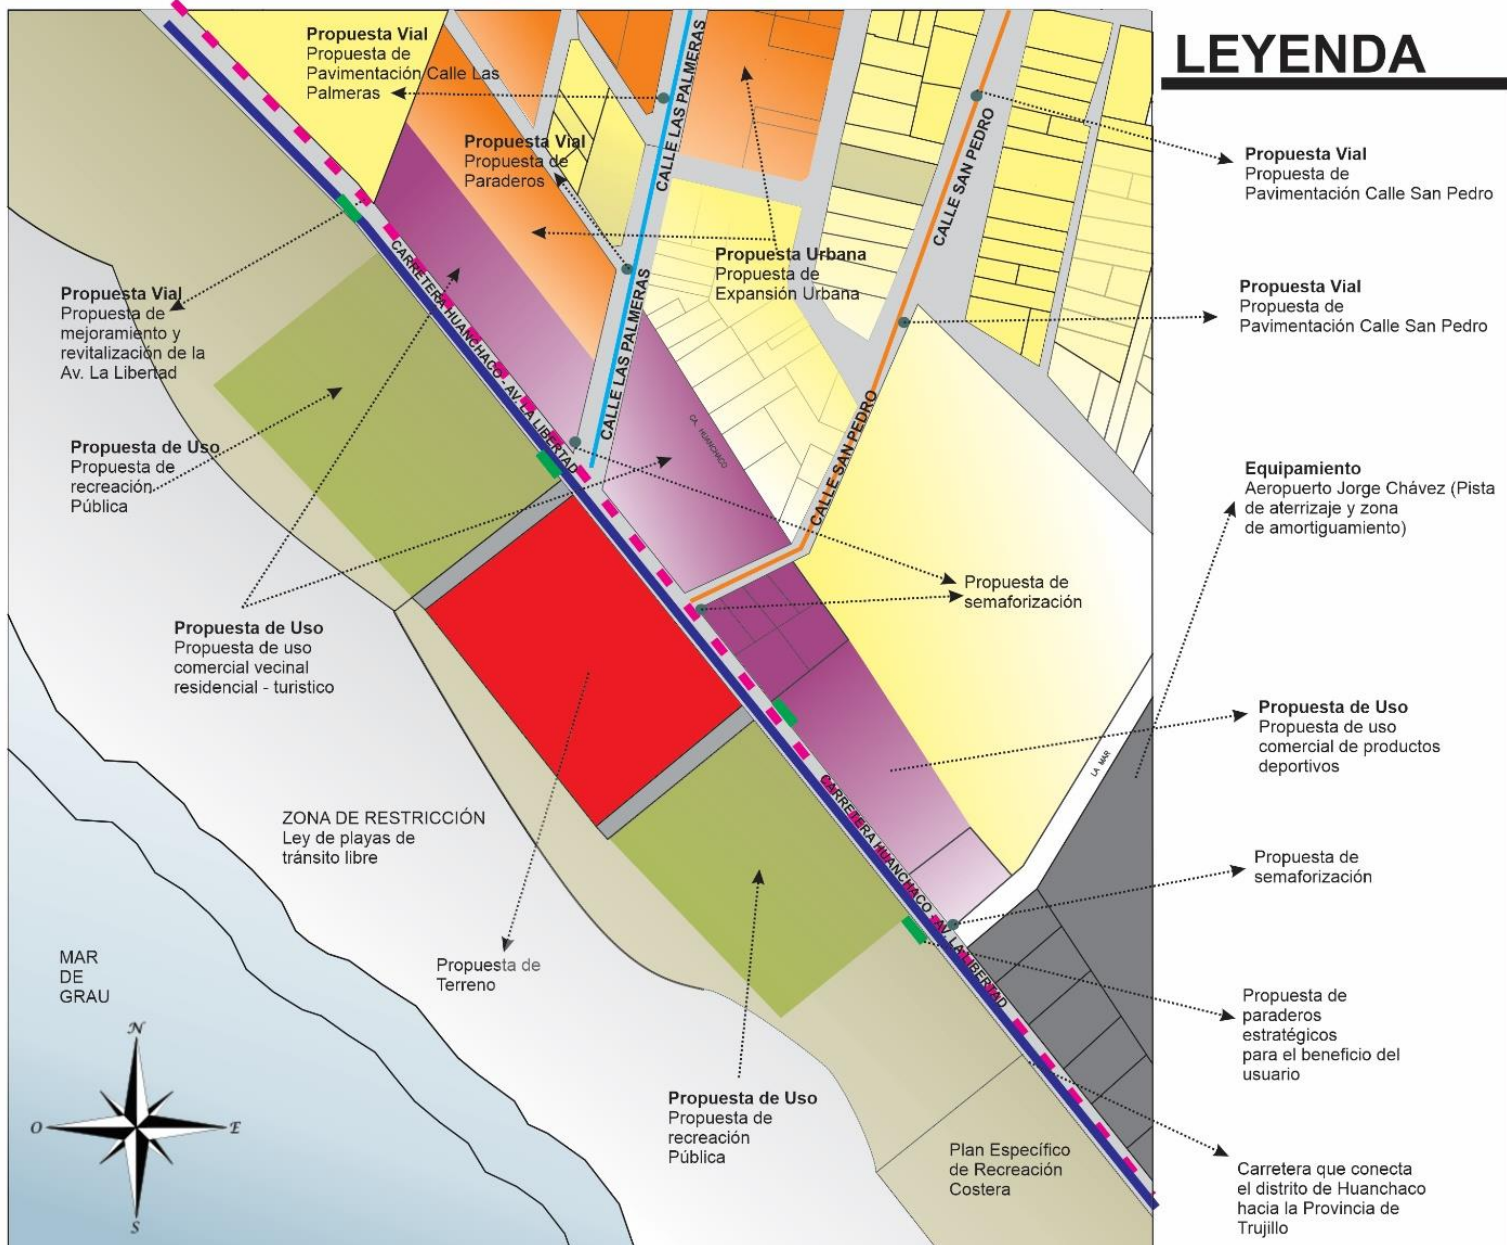 LEYENDA
Propuesta Vial
Propuesta de
Pavimentación Calle Las
Palmeras
CALLE LAS PALMERAS
Propuesta Vial
Propuesta de
Paraderos
CALLE SAN PEDRO
Propuesta Vial
Propuesta de
Pavimentación Calle San Pedro
Propuesta Urbana
Propuesta de
Expansión Urbana
Propuesta Vial
Propuesta de
Pavimentación Calle San Pedro
Propuesta Vial
Propuesta de
mejoramiento y
revitalización de la
Av. La Libertad
CARRETERA HUANCHACO - AV. LA LIBERTAD
CALLE LAS PALMERAS
CA. HUANCHACO
CALLE SAN PEDRO
Propuesta de Uso
Propuesta de
recreación
Pública
Equipamiento
Aeropuerto Jorge Chávez (Pista
de aterrizaje y zona
de amortiguamiento)
Propuesta de
semaforización
Propuesta de Uso
Propuesta de uso
comercial vecinal
residencial - turistico
Propuesta de Uso
Propuesta de uso
comercial de productos
deportivos
LA MAR
ZONA DE RESTRICCIÓN
Ley de playas de
tránsito libre
CARRETERA HUANCHACO - AV. LA LIBERTAD
Propuesta de
semaforización
Propuesta de
Terreno
MAR
DE
GRAU
Propuesta de
paraderos
estratégicos
para el beneficio del
usuario
N
O
E
S
Propuesta de Uso
Propuesta de
recreación
Pública
Plan Específico
de Recreación
Costera
Carretera que conecta
el distrito de Huanchaco
hacia la Provincia de
Trujillo